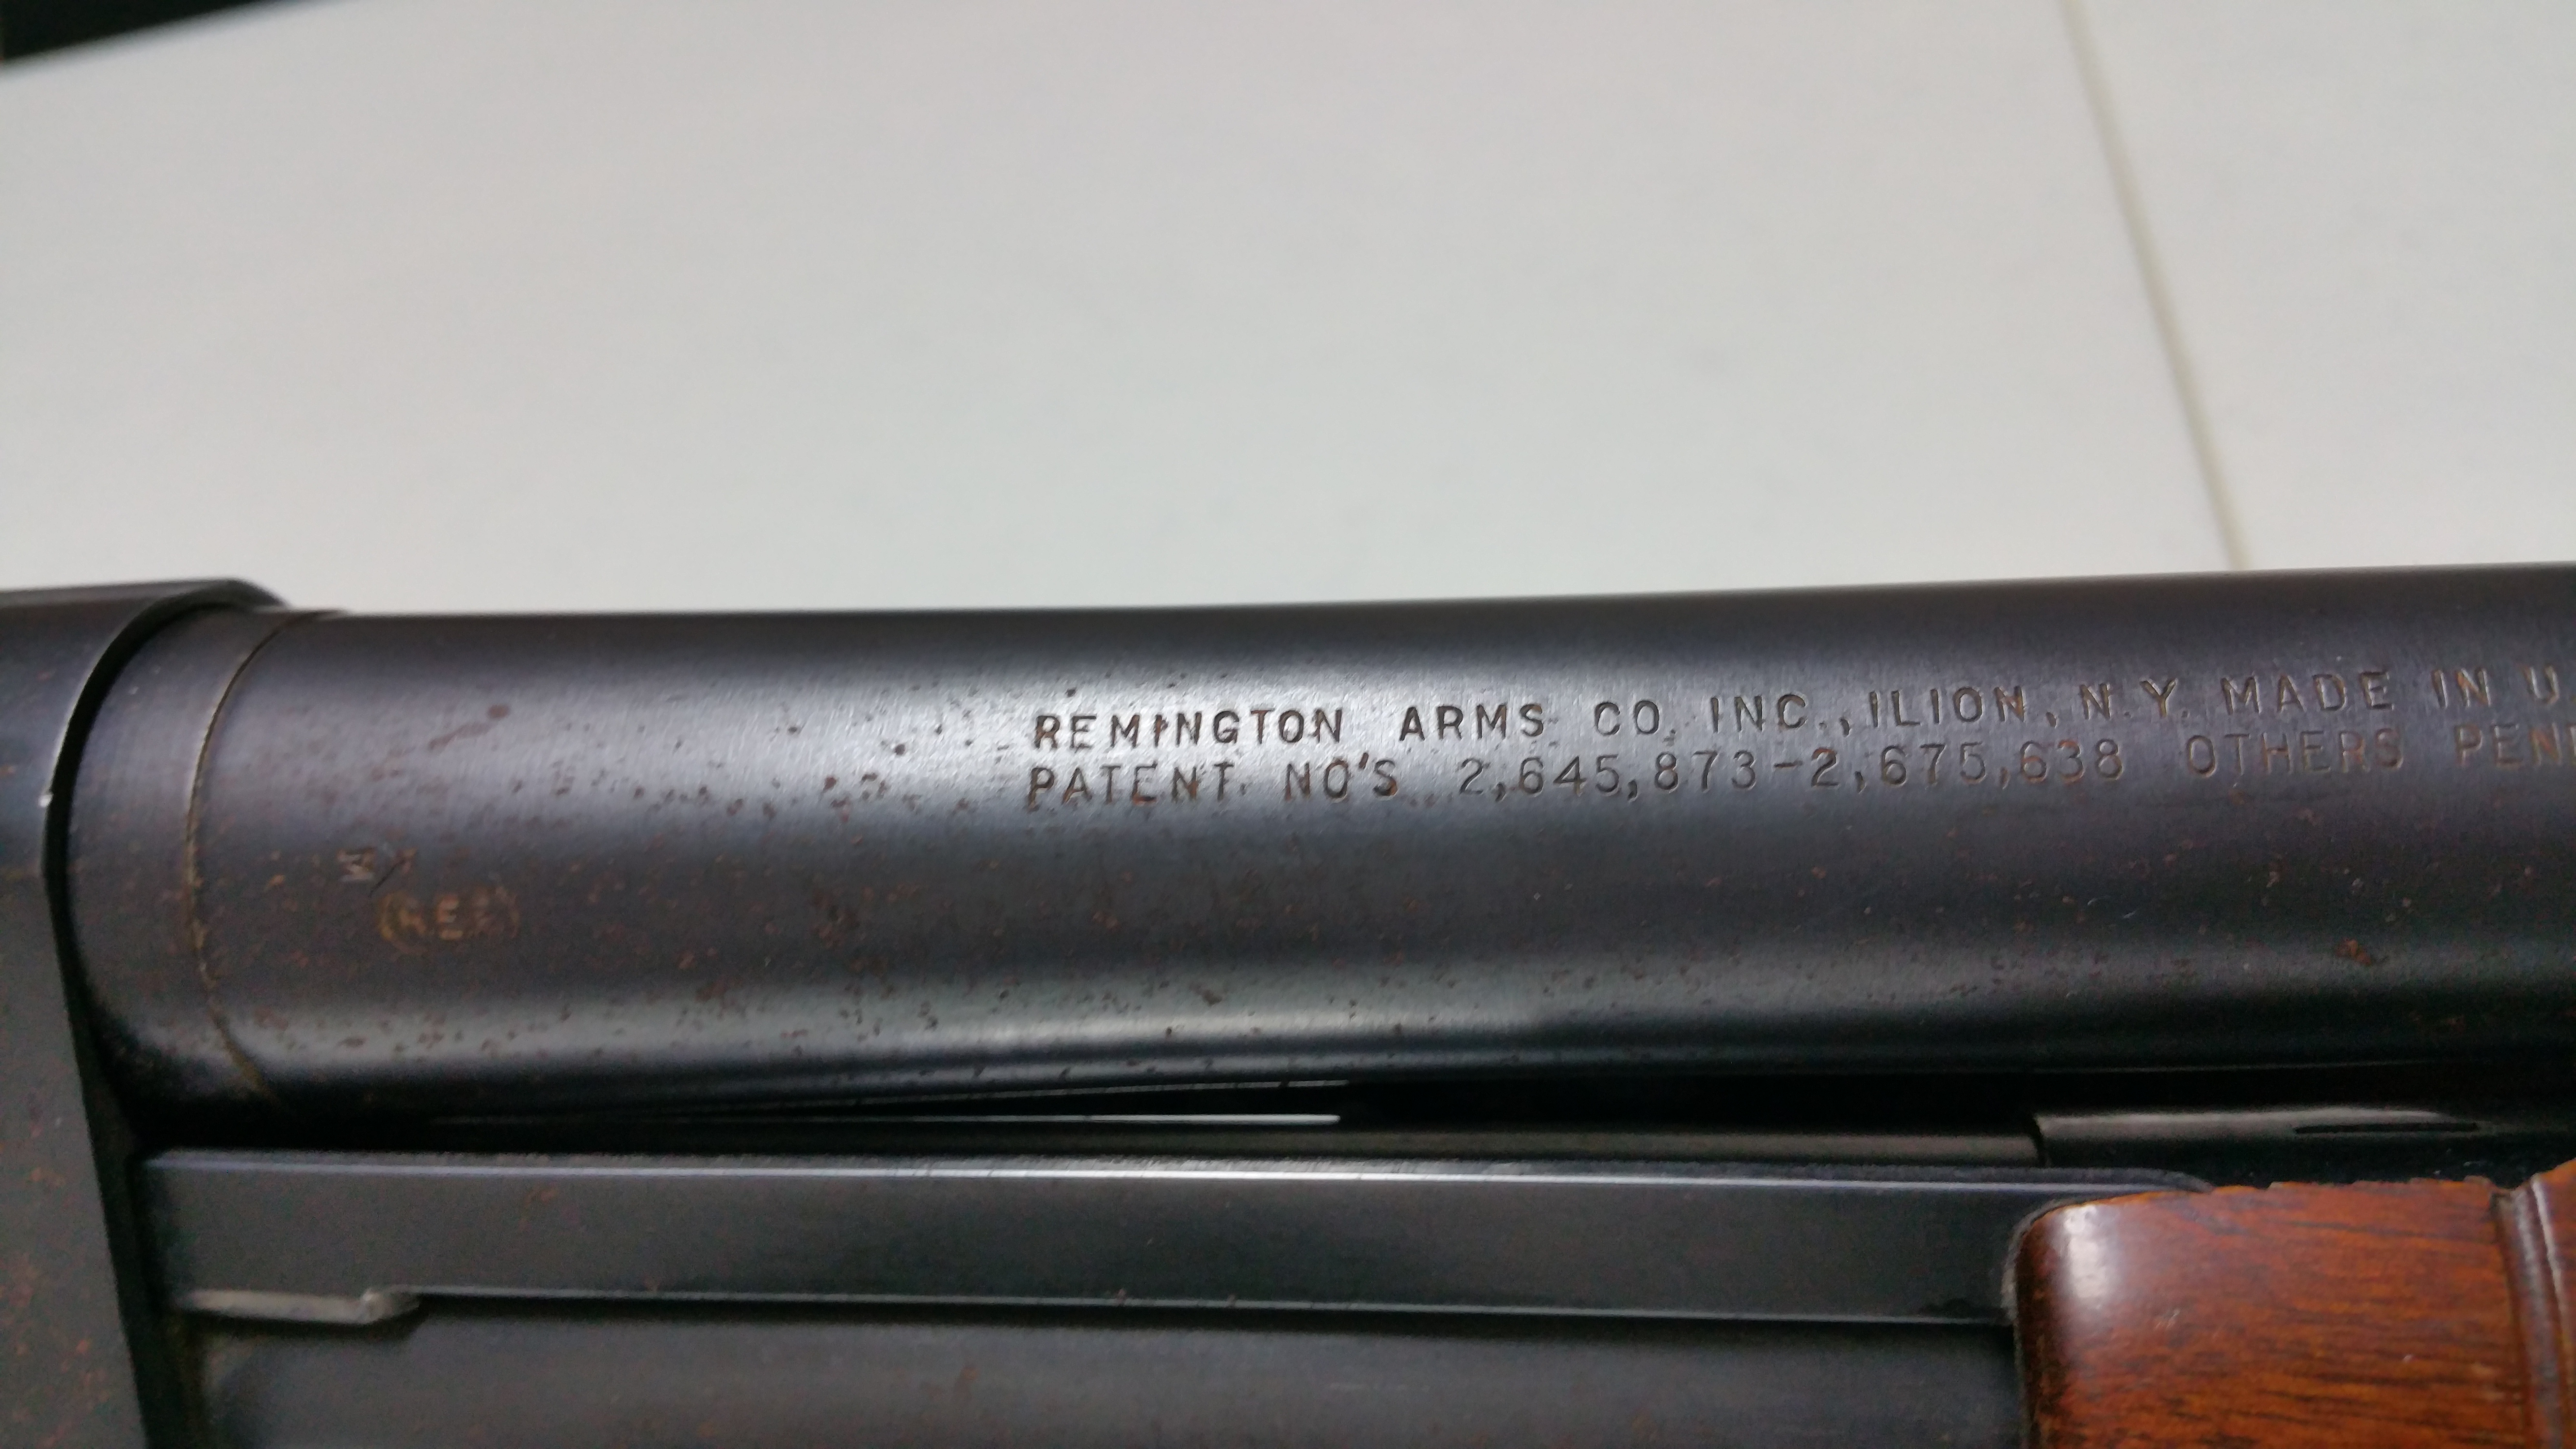 REMINGTON ARMS CO. INC., ILION, N.Y. MADE IN U
PATENT. NO'S 2,645,873-2,675,638 OTHERS PEN